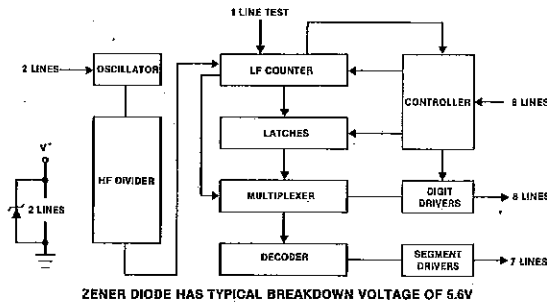 1 LINE TEST
2 LINES
OSCILLATOR
LF COUNTER
CONTROLLER
8 LINES
LATCHES
HF DIVIDER
V+
2 LINES
MULTIPLEXER
DIGIT
DRIVERS
8 LINES
DECODER
SEGMENT
DRIVERS
7 LINES
ZENER DIODE HAS TYPICAL BREAKDOWN VOLTAGE OF 5.6V